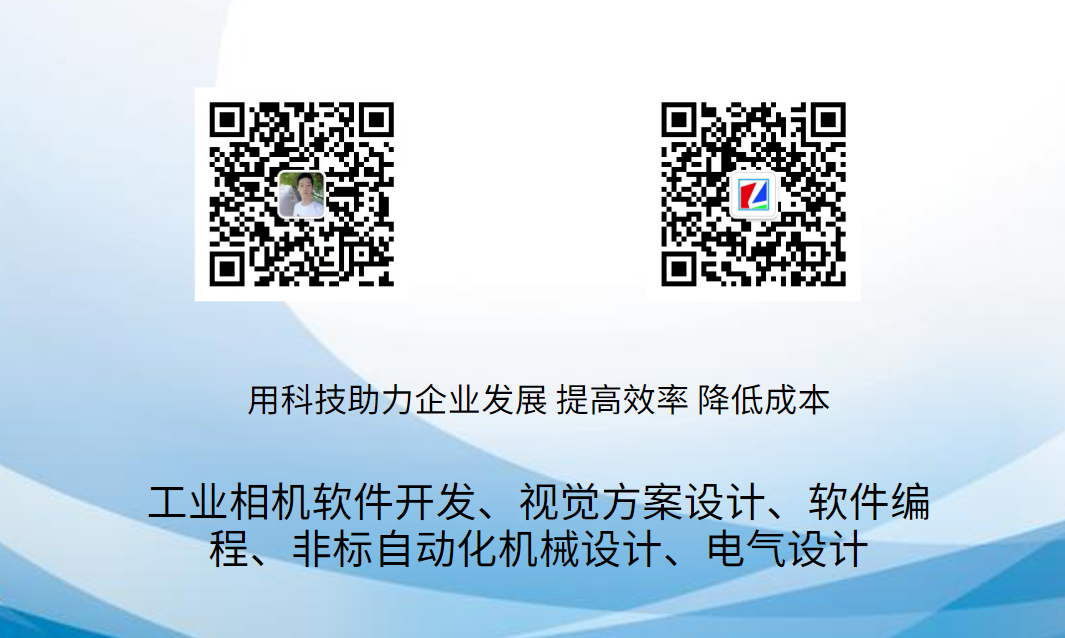 用科技助力企业发展 提高效率 降低成本
工业相机软件开发、视觉方案设计、软件编
程、非标自动化机械设计、电气设计